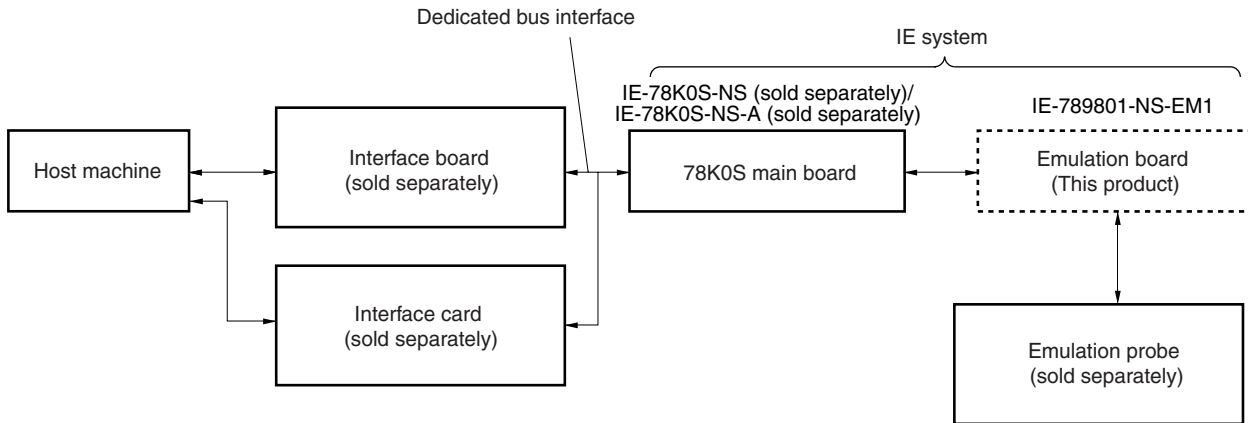 Dedicated bus interface
IE system
IE-78K0S-NS (sold separately)/
IE-78K0S-NS-A (sold separately)
IE-789801-NS-EM1
Host machine
Interface board
(sold separately)
78K0S main board
Emulation board
(This product)
Interface card
(sold separately)
Emulation probe
(sold separately)